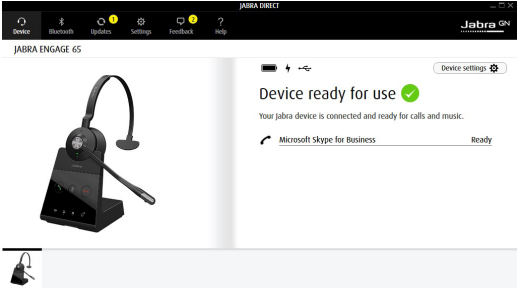 JABRA DIRECT
Device
Bluetooth
Updates 1
Settings
Feedback 2
Help
Jabra GN
JABRA ENGAGE 65
Device settings
Device ready for use
Your Jabra device is connected and ready for calls and music.
Microsoft Skype for Business Ready